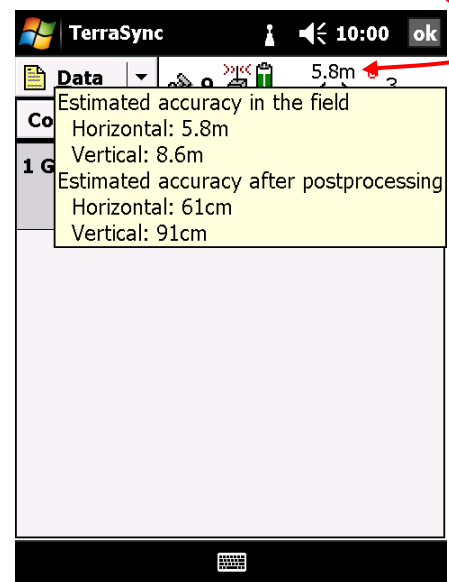 TerraSync 10:00 ok
Data 9 5.8m 3
Co
Estimated accuracy in the field
Horizontal: 5.8m
1 G
Vertical: 8.6m
Estimated accuracy after postprocessing
Horizontal: 61cm
Vertical: 91cm